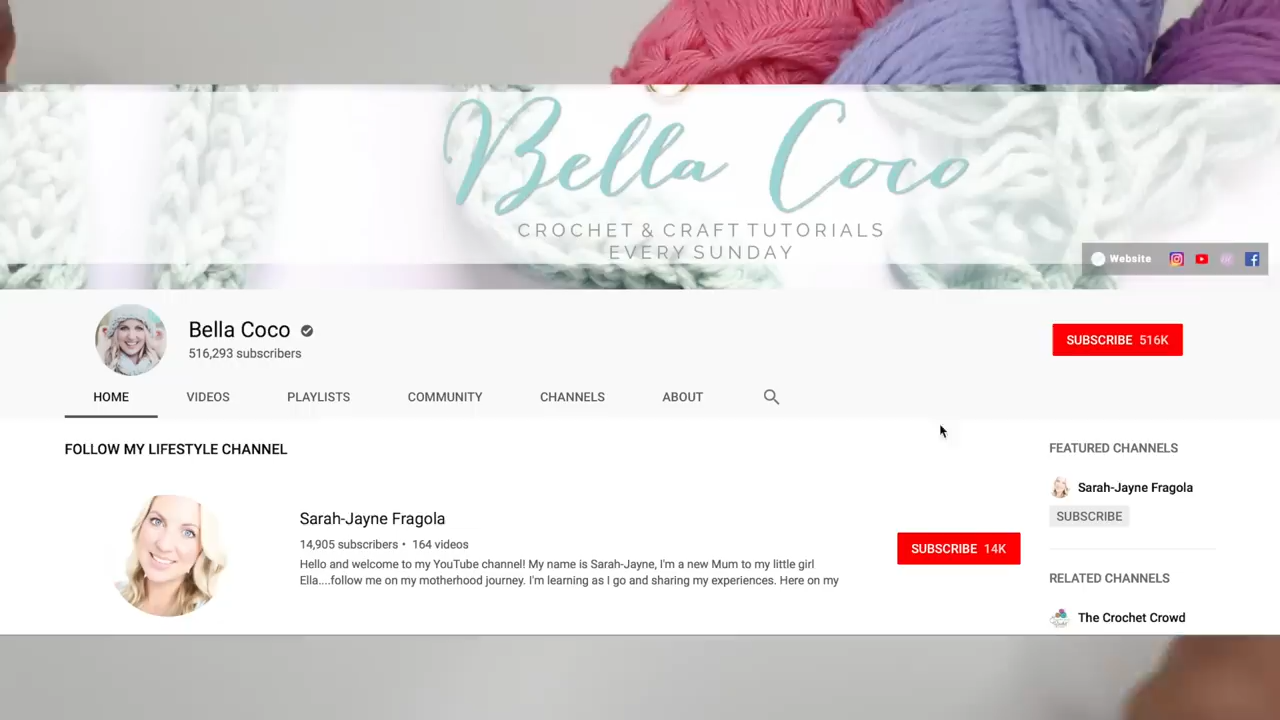 Bella Coco
CROCHET & CRAFT TUTORIALS
EVERY SUNDAY
Website
Bella Coco
516,293 subscribers
SUBSCRIBE 516K
HOME
VIDEOS
PLAYLISTS
COMMUNITY
CHANNELS
ABOUT
FOLLOW MY LIFESTYLE CHANNEL
Sarah-Jayne Fragola
14,905 subscribers • 164 videos
Hello and welcome to my YouTube channel! My name is Sarah-Jayne, I'm a new Mum to my little girl
Ella....follow me on my motherhood journey. I'm learning as I go and sharing my experiences. Here on my
SUBSCRIBE 14K
FEATURED CHANNELS
Sarah-Jayne Fragola
SUBSCRIBE
RELATED CHANNELS
The Crochet Crowd